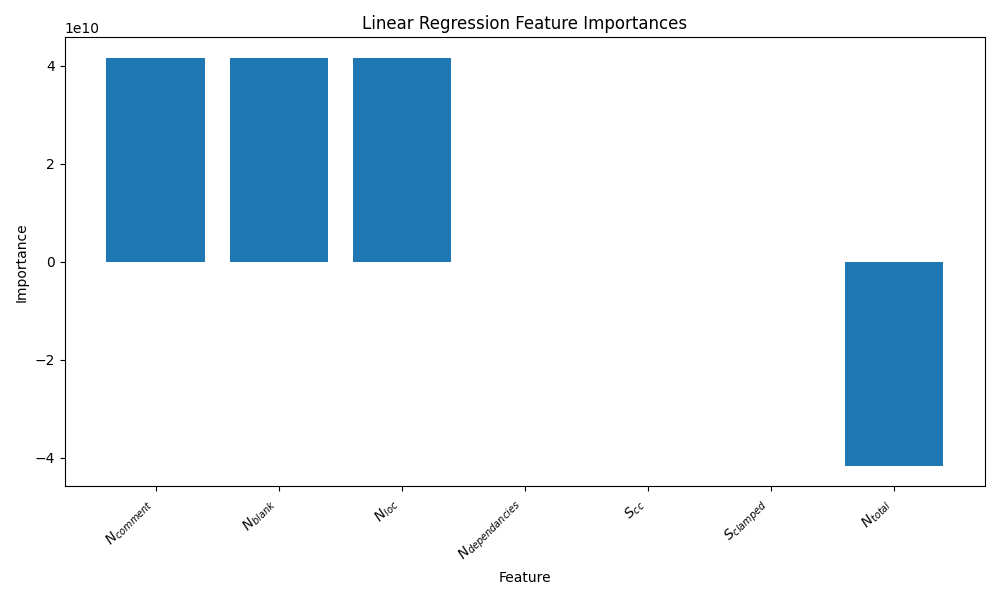 Linear Regression Feature Importances
1e10
4
2
0
−2
−4
Importance
N_comment
N_blank
N_loc
N_dependancies
S_cc
S_clamped
N_total
Feature